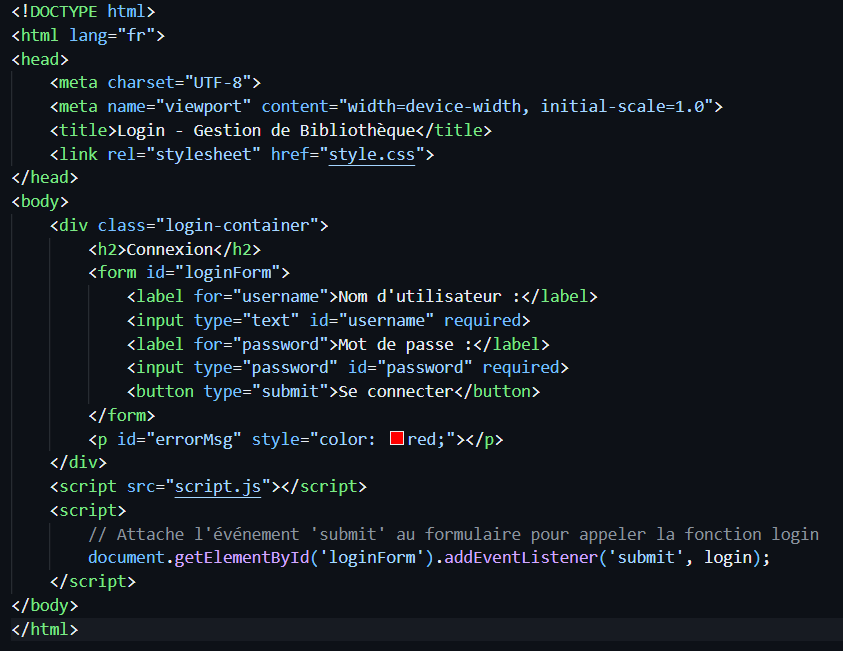 <!DOCTYPE html>
<html lang="fr">
<head>
    <meta charset="UTF-8">
    <meta name="viewport" content="width=device-width, initial-scale=1.0">
    <title>Login - Gestion de Bibliothèque</title>
    <link rel="stylesheet" href="style.css">
</head>
<body>
    <div class="login-container">
        <h2>Connexion</h2>
        <form id="loginForm">
            <label for="username">Nom d'utilisateur :</label>
            <input type="text" id="username" required>
            <label for="password">Mot de passe :</label>
            <input type="password" id="password" required>
            <button type="submit">Se connecter</button>
        </form>
        <p id="errorMsg" style="color: red;"></p>
    </div>
    <script src="script.js"></script>
    <script>
        // Attache l'événement 'submit' au formulaire pour appeler la fonction login
        document.getElementById('loginForm').addEventListener('submit', login);
    </script>
</body>
</html>